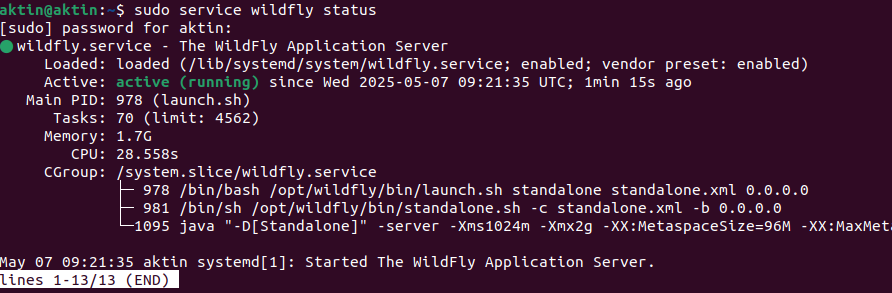 aktin@aktin:~$ sudo service wildfly status
[sudo] password for aktin:
● wildfly.service - The WildFly Application Server
     Loaded: loaded (/lib/systemd/system/wildfly.service; enabled; vendor preset: enabled)
     Active: active (running) since Wed 2025-05-07 09:21:35 UTC; 1min 15s ago
   Main PID: 978 (launch.sh)
      Tasks: 70 (limit: 4562)
     Memory: 1.7G
        CPU: 28.558s
     CGroup: /system.slice/wildfly.service
             ├─ 978 /bin/bash /opt/wildfly/bin/launch.sh standalone standalone.xml 0.0.0.0
             ├─ 981 /bin/sh /opt/wildfly/bin/standalone.sh -c standalone.xml -b 0.0.0.0
             └─1095 java "-D[Standalone]" -server -Xms1024m -Xmx2g -XX:MetaspaceSize=96M -XX:MaxMeta
May 07 09:21:35 aktin systemd[1]: Started The WildFly Application Server.
lines 1-13/13 (END)